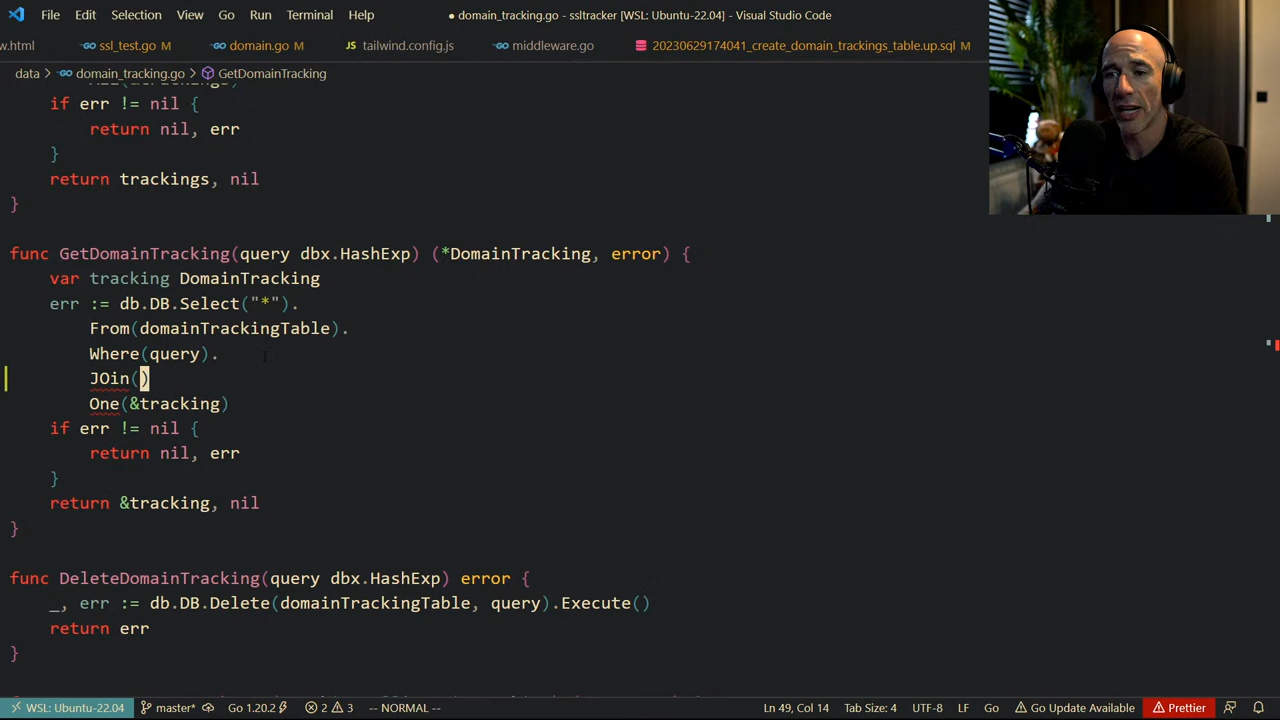 File Edit Selection View Go Run Terminal Help
● domain_tracking.go - ssltracker [WSL: Ubuntu-22.04] - Visual Studio Code
w.html ssl_test.go M domain.go M tailwind.config.js middleware.go 20230629174041_create_domain_trackings_table.up.sql M
data > domain_tracking.go > GetDomainTracking
if err != nil {
return nil, err
}
return trackings, nil
}
func GetDomainTracking(query dbx.HashExp) (*DomainTracking, error) {
var tracking DomainTracking
err := db.DB.Select("*").
From(domainTrackingTable).
Where(query).
JOin()
One(&tracking)
if err != nil {
return nil, err
}
return &tracking, nil
}
func DeleteDomainTracking(query dbx.HashExp) error {
_, err := db.DB.Delete(domainTrackingTable, query).Execute()
return err
}
WSL: Ubuntu-22.04 master* Go 1.20.2 2 3 -- NORMAL -- Ln 49, Col 14 Tab Size: 4 UTF-8 LF Go Go Update Available Prettier